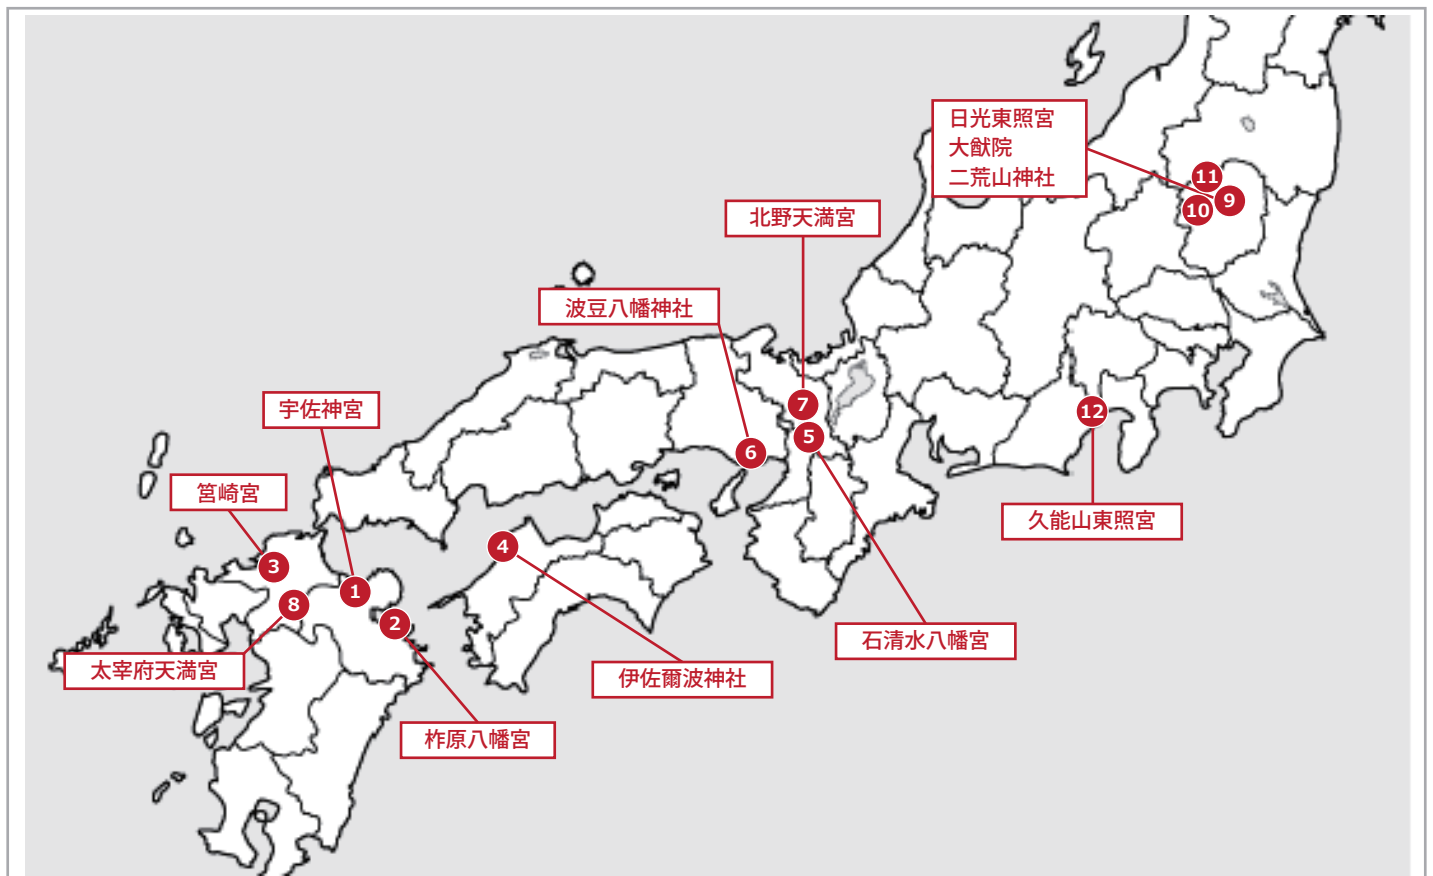 日光東照宮
大猷院
二荒山神社
11
9
10
北野天満宮
波豆八幡神社
宇佐神宮
7
12
5
6
筥崎宮
久能山東照宮
4
3
1
8
2
石清水八幡宮
太宰府天満宮
伊佐爾波神社
柞原八幡宮